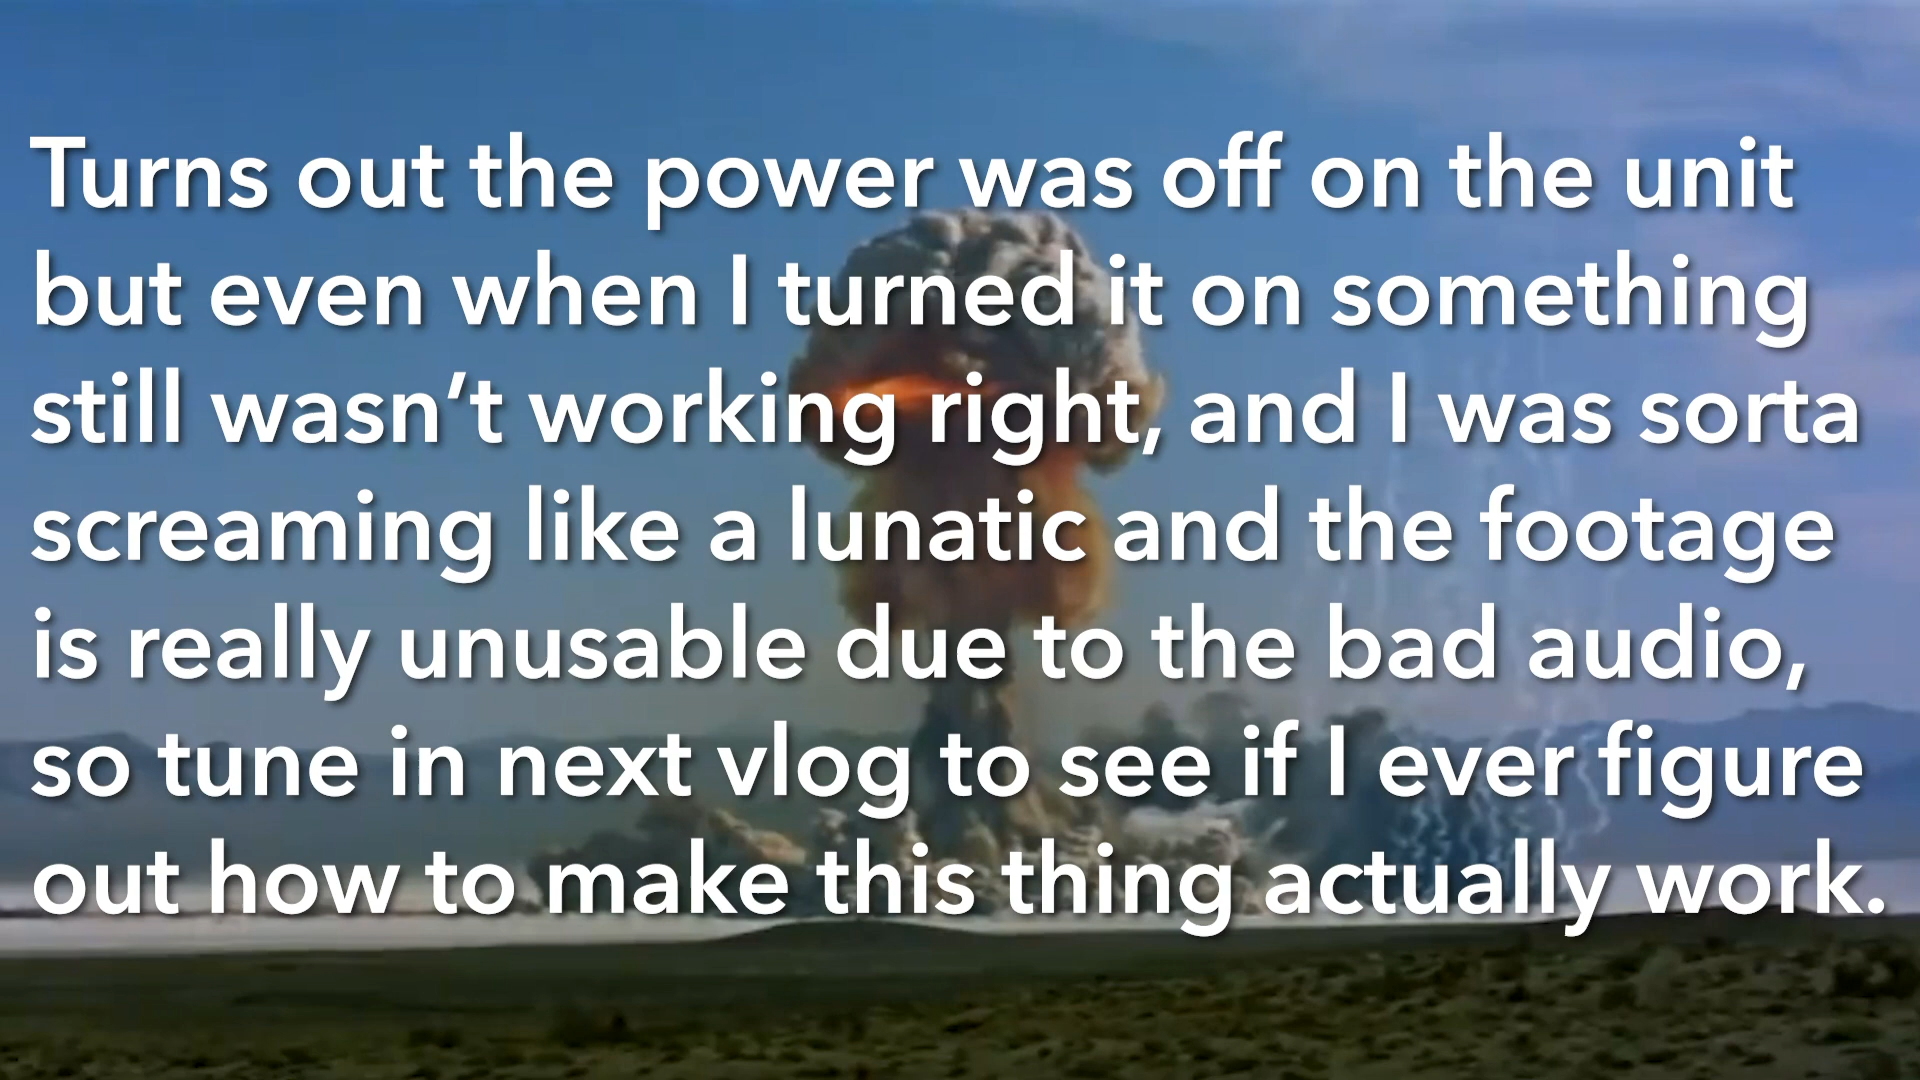 Turns out the power was off on the unit
but even when I turned it on something
still wasn’t working right, and I was sorta
screaming like a lunatic and the footage
is really unusable due to the bad audio,
so tune in next vlog to see if I ever figure
out how to make this thing actually work.